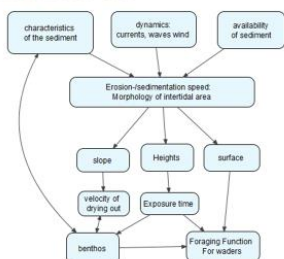 characteristics
of the sediment
dynamics:
currents, waves wind
availability
of sediment
Erosion-/sedimentation speed:
Morphology of intertidal area
slope
Heights
surface
velocity of
drying out
Exposure time
benthos
Foraging Function
For waders